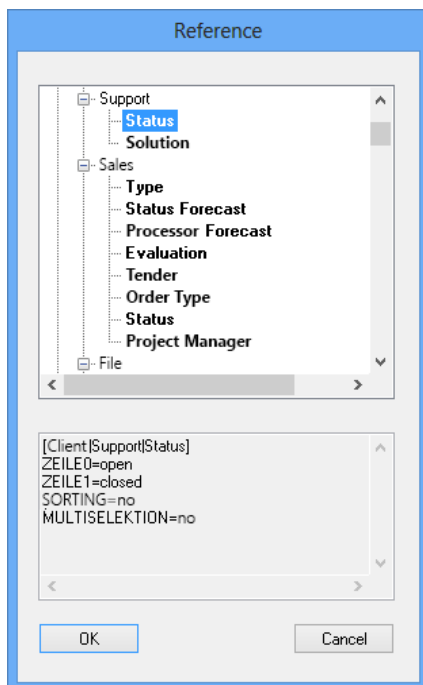 Reference
Support
Status
Solution
Sales
Type
Status Forecast
Processor Forecast
Evaluation
Tender
Order Type
Status
Project Manager
File
[Client|Support|Status]
ZEILE0=open
ZEILE1=closed
SORTING=no
MULTISELEKTION=no
OK Cancel